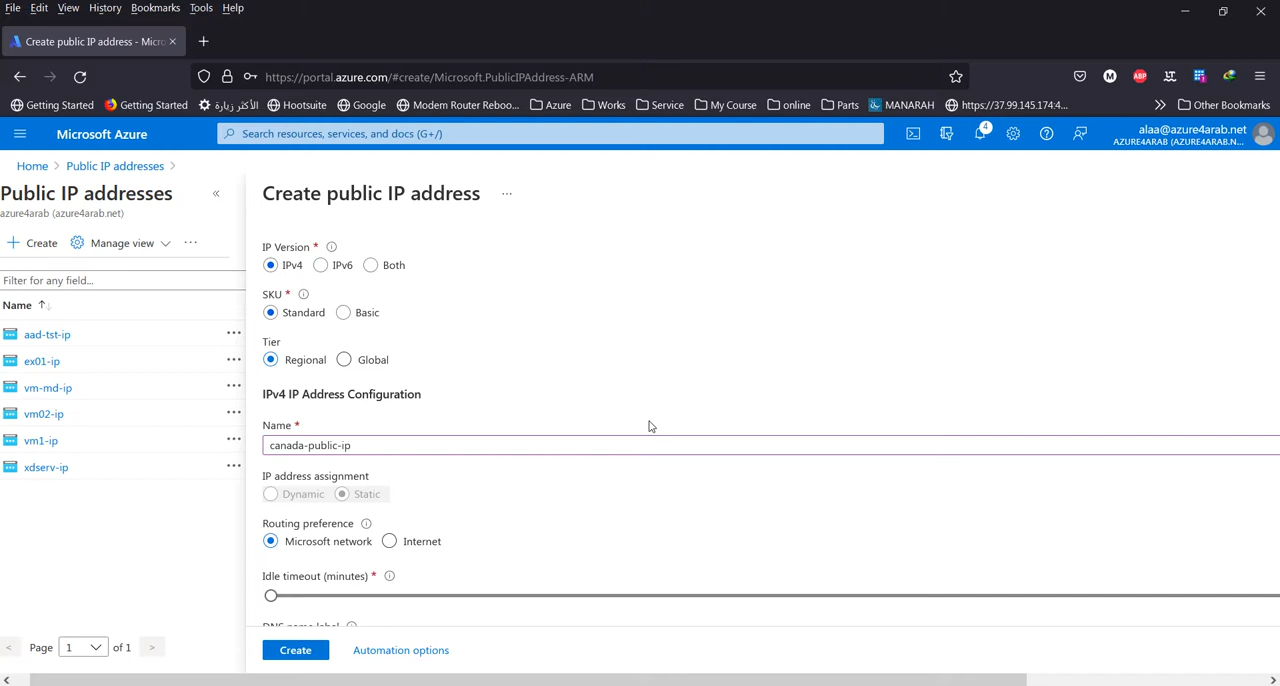 File Edit View History Bookmarks Tools Help
Create public IP address - Micro
https://portal.azure.com/#create/Microsoft.PublicIPAddress-ARM
Getting Started Getting Started الأكثر زيارة Hootsuite Google Modem Router Reboo... Azure Works Service My Course online Parts MANARAH https://37.99.145.174:4... Other Bookmarks
Microsoft Azure Search resources, services, and docs (G+/) 4 alaa@azure4arab.net
AZURE4ARAB (AZURE4ARAB.N...
Home > Public IP addresses >
Public IP addresses «
azure4arab (azure4arab.net)
+ Create Manage view ...
Filter for any field...
Name
aad-tst-ip
ex01-ip
vm-md-ip
vm02-ip
vm1-ip
xdserv-ip
< Page 1 of 1 >
Create public IP address ...
IP Version *
IPv4 IPv6 Both
SKU *
Standard Basic
Tier
Regional Global
IPv4 IP Address Configuration
Name *
canada-public-ip
IP address assignment
Dynamic Static
Routing preference
Microsoft network Internet
Idle timeout (minutes) *
DNS name label
Create Automation options